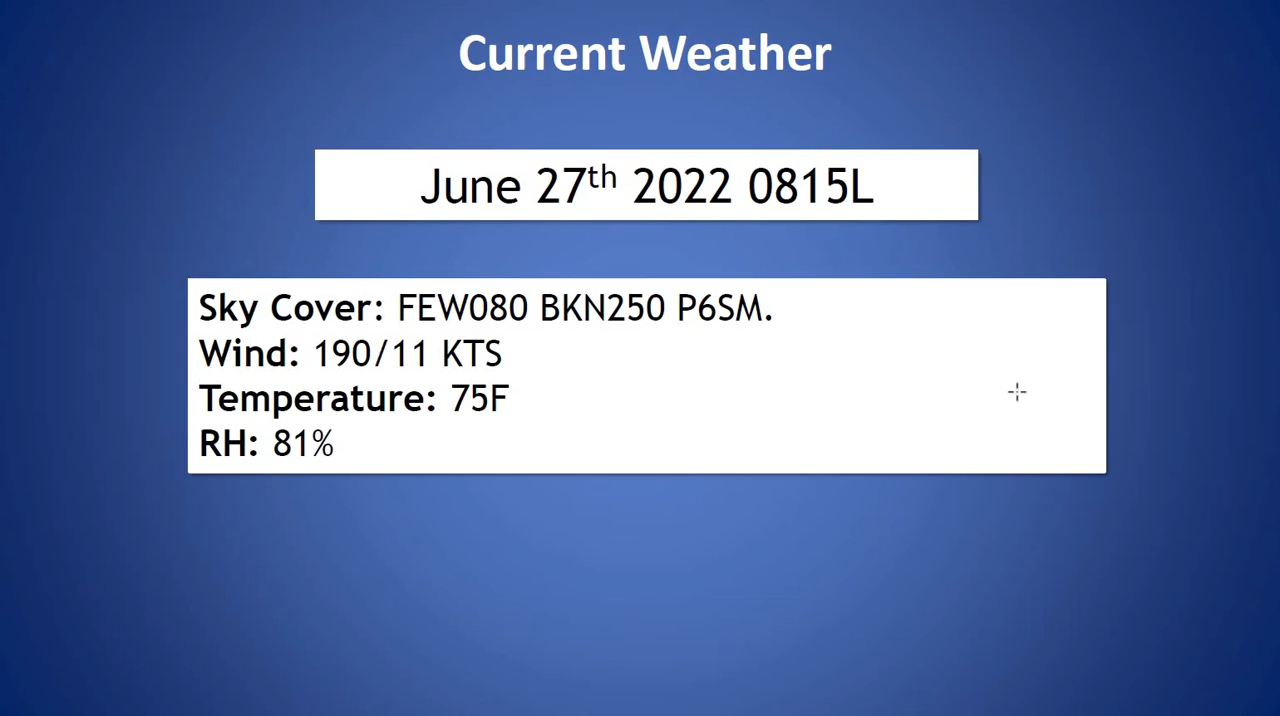 Current Weather
June 27th 2022 0815L
Sky Cover: FEW080 BKN250 P6SM.
Wind: 190/11 KTS
Temperature: 75F
RH: 81%